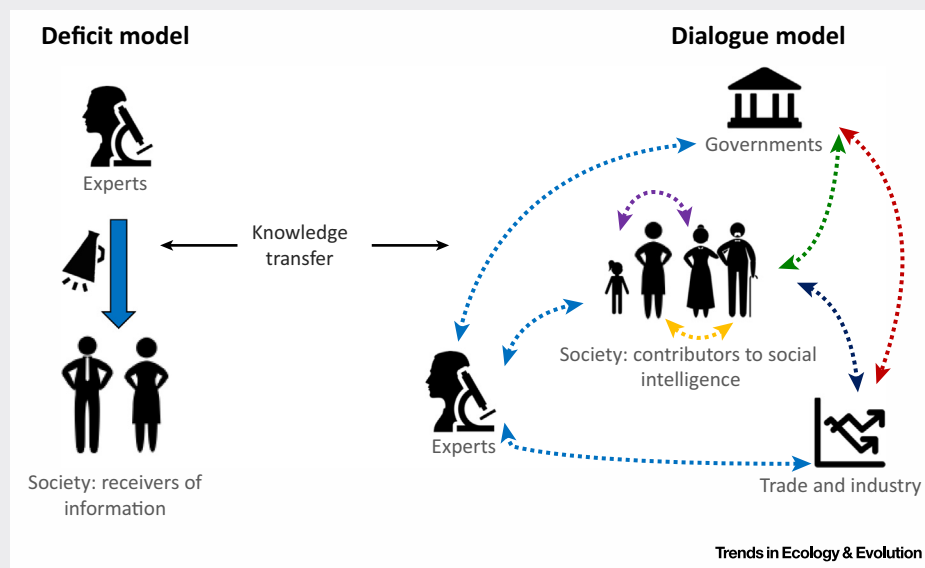 Deficit model
Experts
Society: receivers of
information
Knowledge
transfer
Dialogue model
Governments
Society: contributors to social
intelligence
Experts
Trade and industry
Trends in Ecology & Evolution